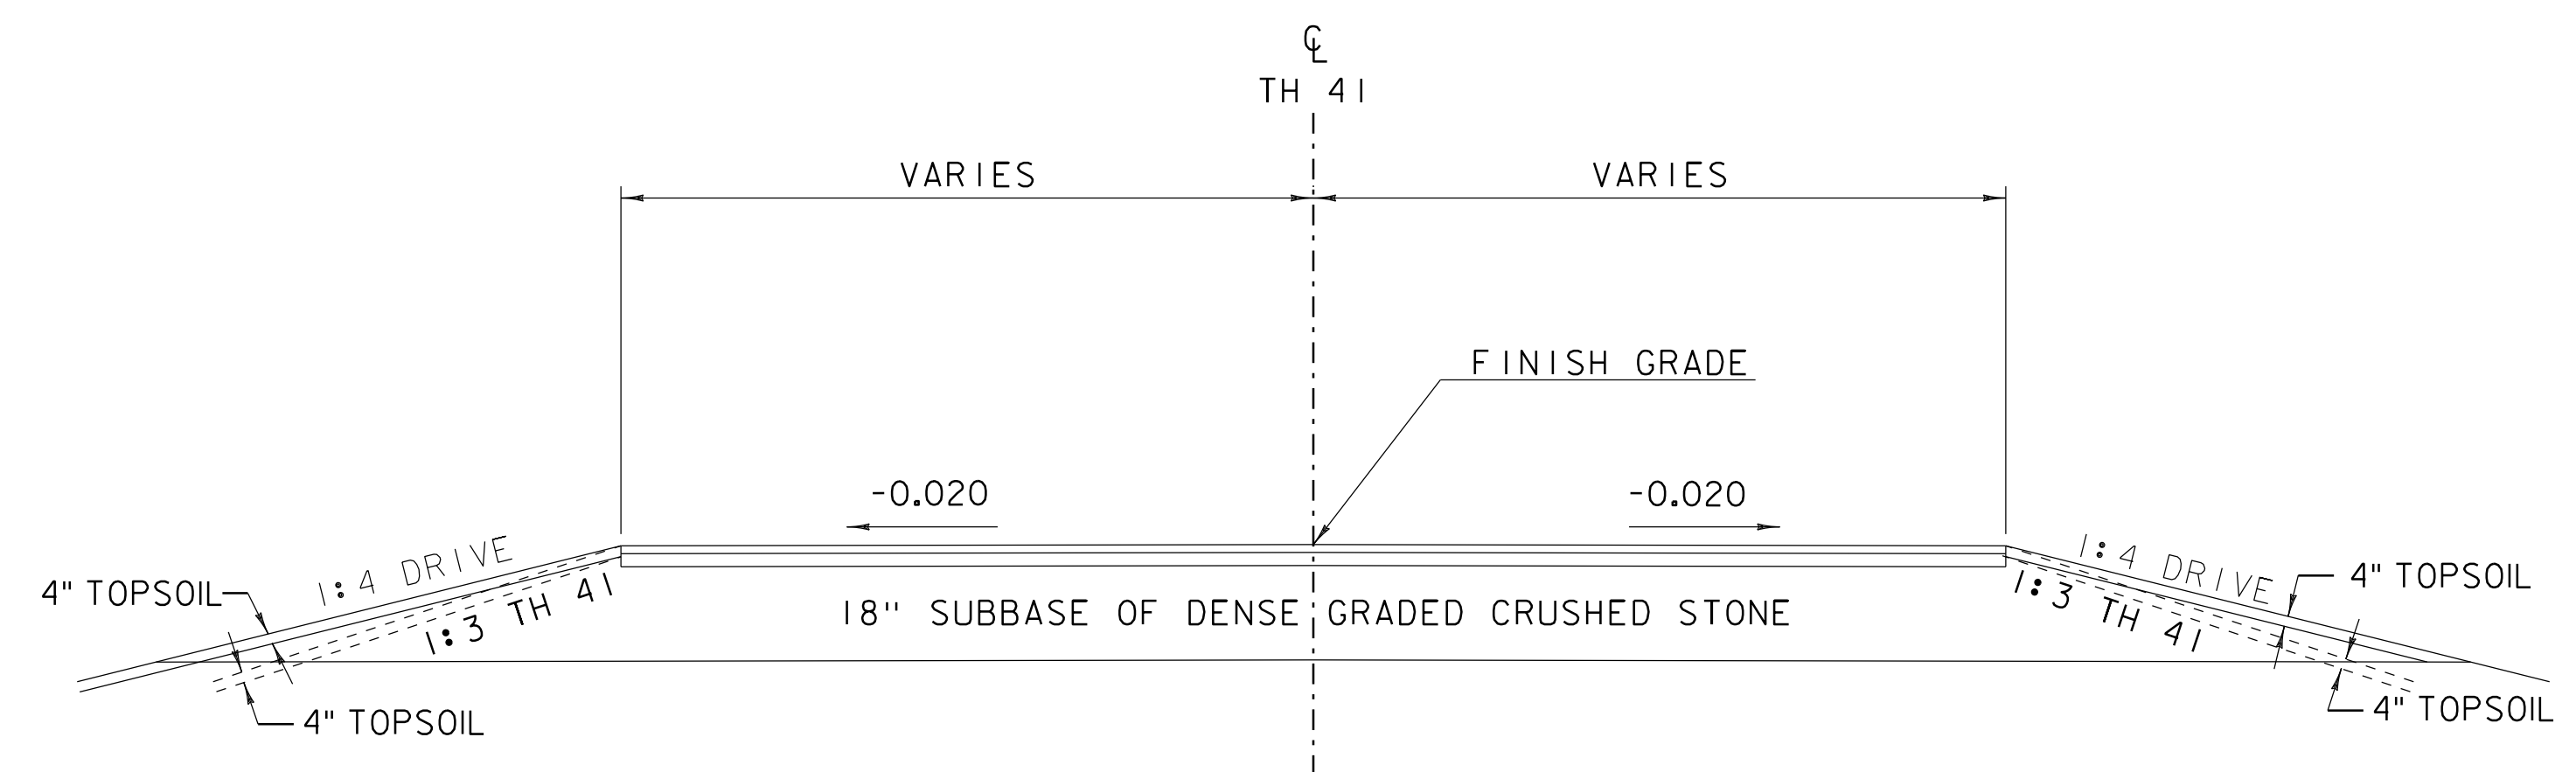 ℄
TH 41
VARIES
VARIES
FINISH GRADE
-0.020
-0.020
1:4 DRIVE
1:4 DRIVE
4" TOPSOIL
4" TOPSOIL
1:3 TH 41
1:3 TH 41
18" SUBBASE OF DENSE GRADED CRUSHED STONE
4" TOPSOIL
4" TOPSOIL